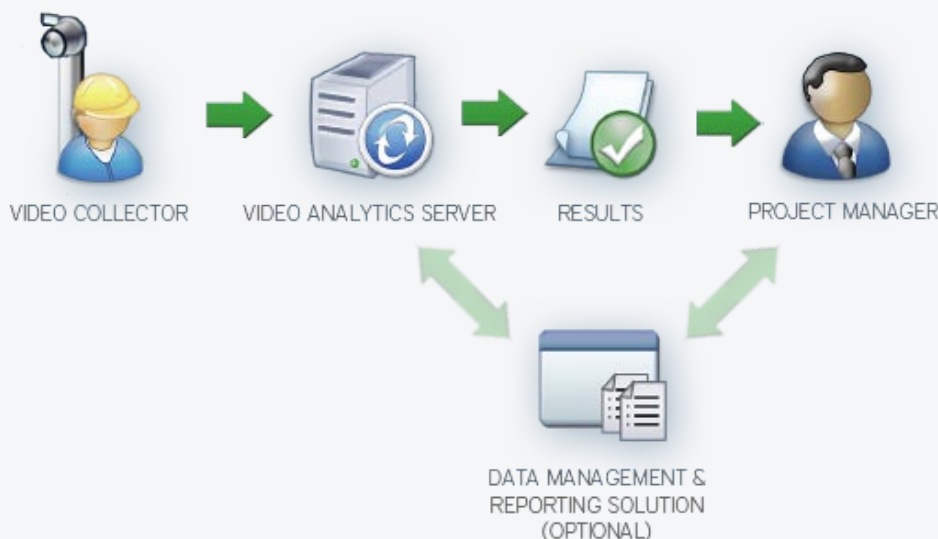 VIDEO COLLECTOR
VIDEO ANALYTICS SERVER
RESULTS
PROJECT MANAGER
DATA MANAGEMENT &
REPORTING SOLUTION
(OPTIONAL)